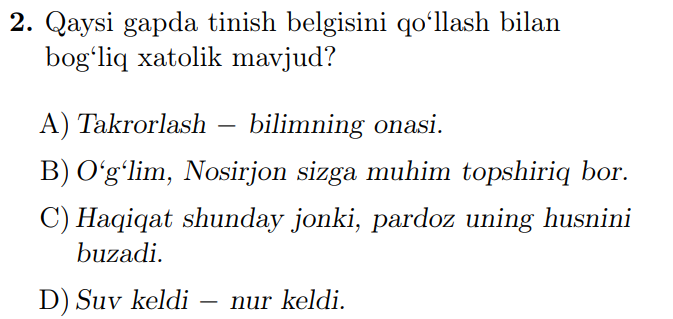 2. Qaysi gapda tinish belgisini qo‘llash bilan
bog‘liq xatolik mavjud?
A) Takrorlash – bilimning onasi.
B) O‘g‘lim, Nosirjon sizga muhim topshiriq bor.
C) Haqiqat shunday jonki, pardoz uning husnini
buzadi.
D) Suv keldi – nur keldi.